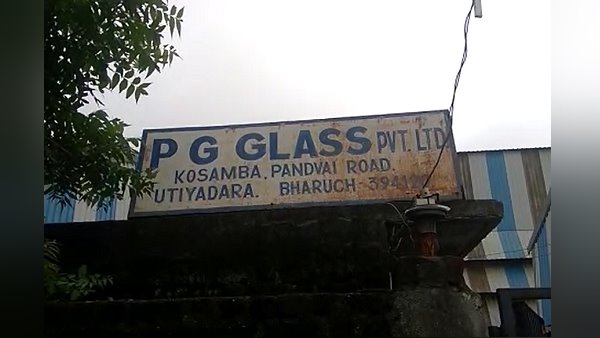 P G GLASS PVT. LTD
KOSAMBA, PANDVAI ROAD.
UTIYADARA. BHARUCH-